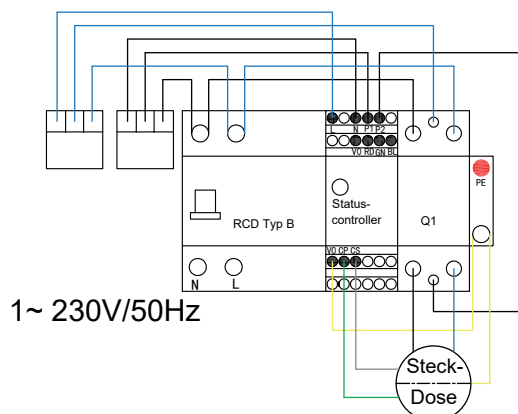 L N P1 P2
VO RD GN BL
PE
Status-
controller
RCD Typ B
Q1
VO CP CS
N L
1~ 230V/50Hz
Steck-
Dose